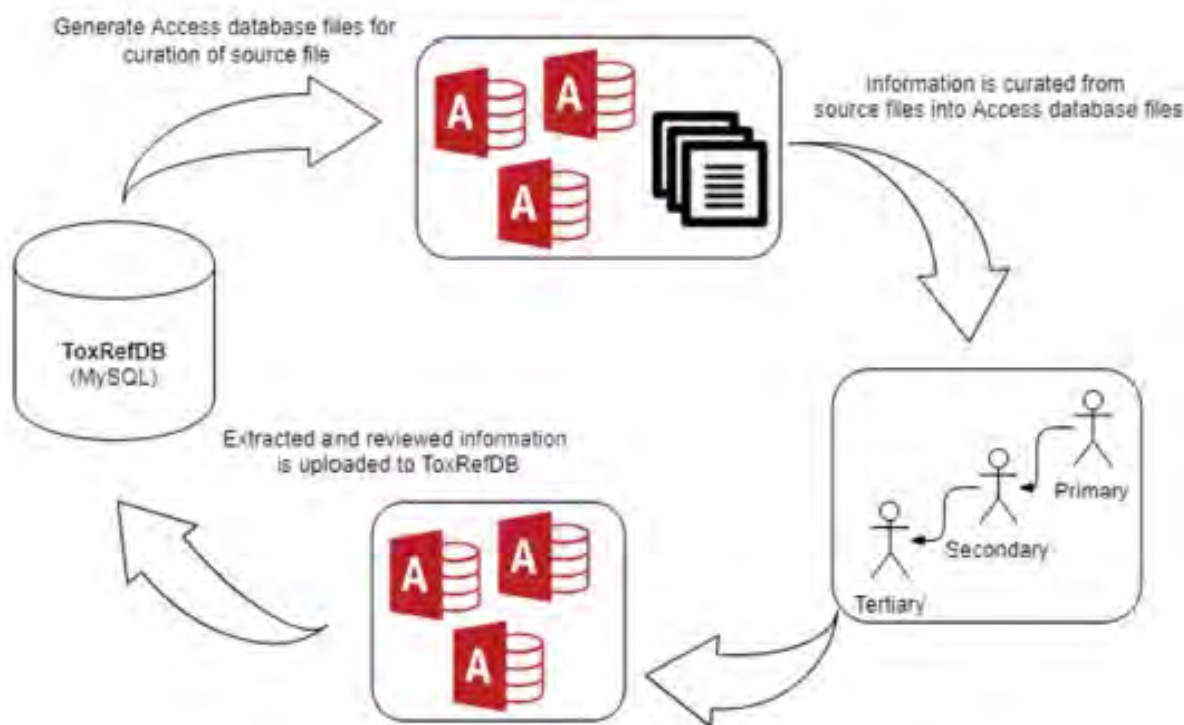 Generate Access database files for
curation of source file
A
A
A
Information is curated from
source files into Access database files
ToxRefDB
(MySQL)
Primary
Secondary
Tertiary
Extracted and reviewed information
is uploaded to ToxRefDB
A
A
A